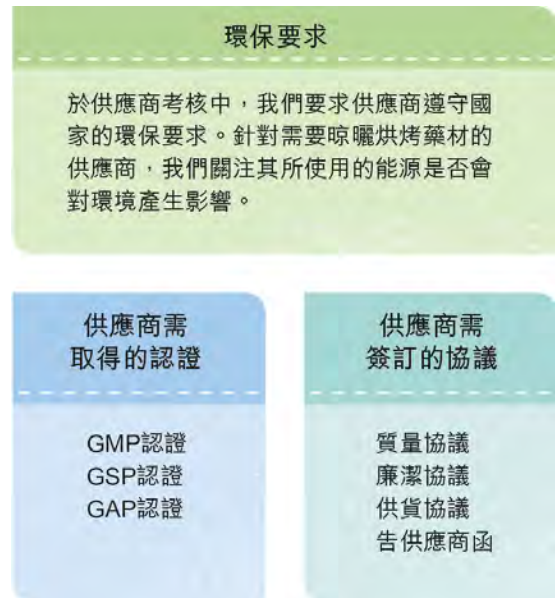 環保要求
於供應商考核中，我們要求供應商遵守國
家的環保要求。針對需要晾曬烘烤藥材的
供應商，我們關注其所使用的能源是否會
對環境產生影響。
供應商需
取得的認證
GMP認證
GSP認證
GAP認證
供應商需
簽訂的協議
質量協議
廉潔協議
供貨協議
告供應商函